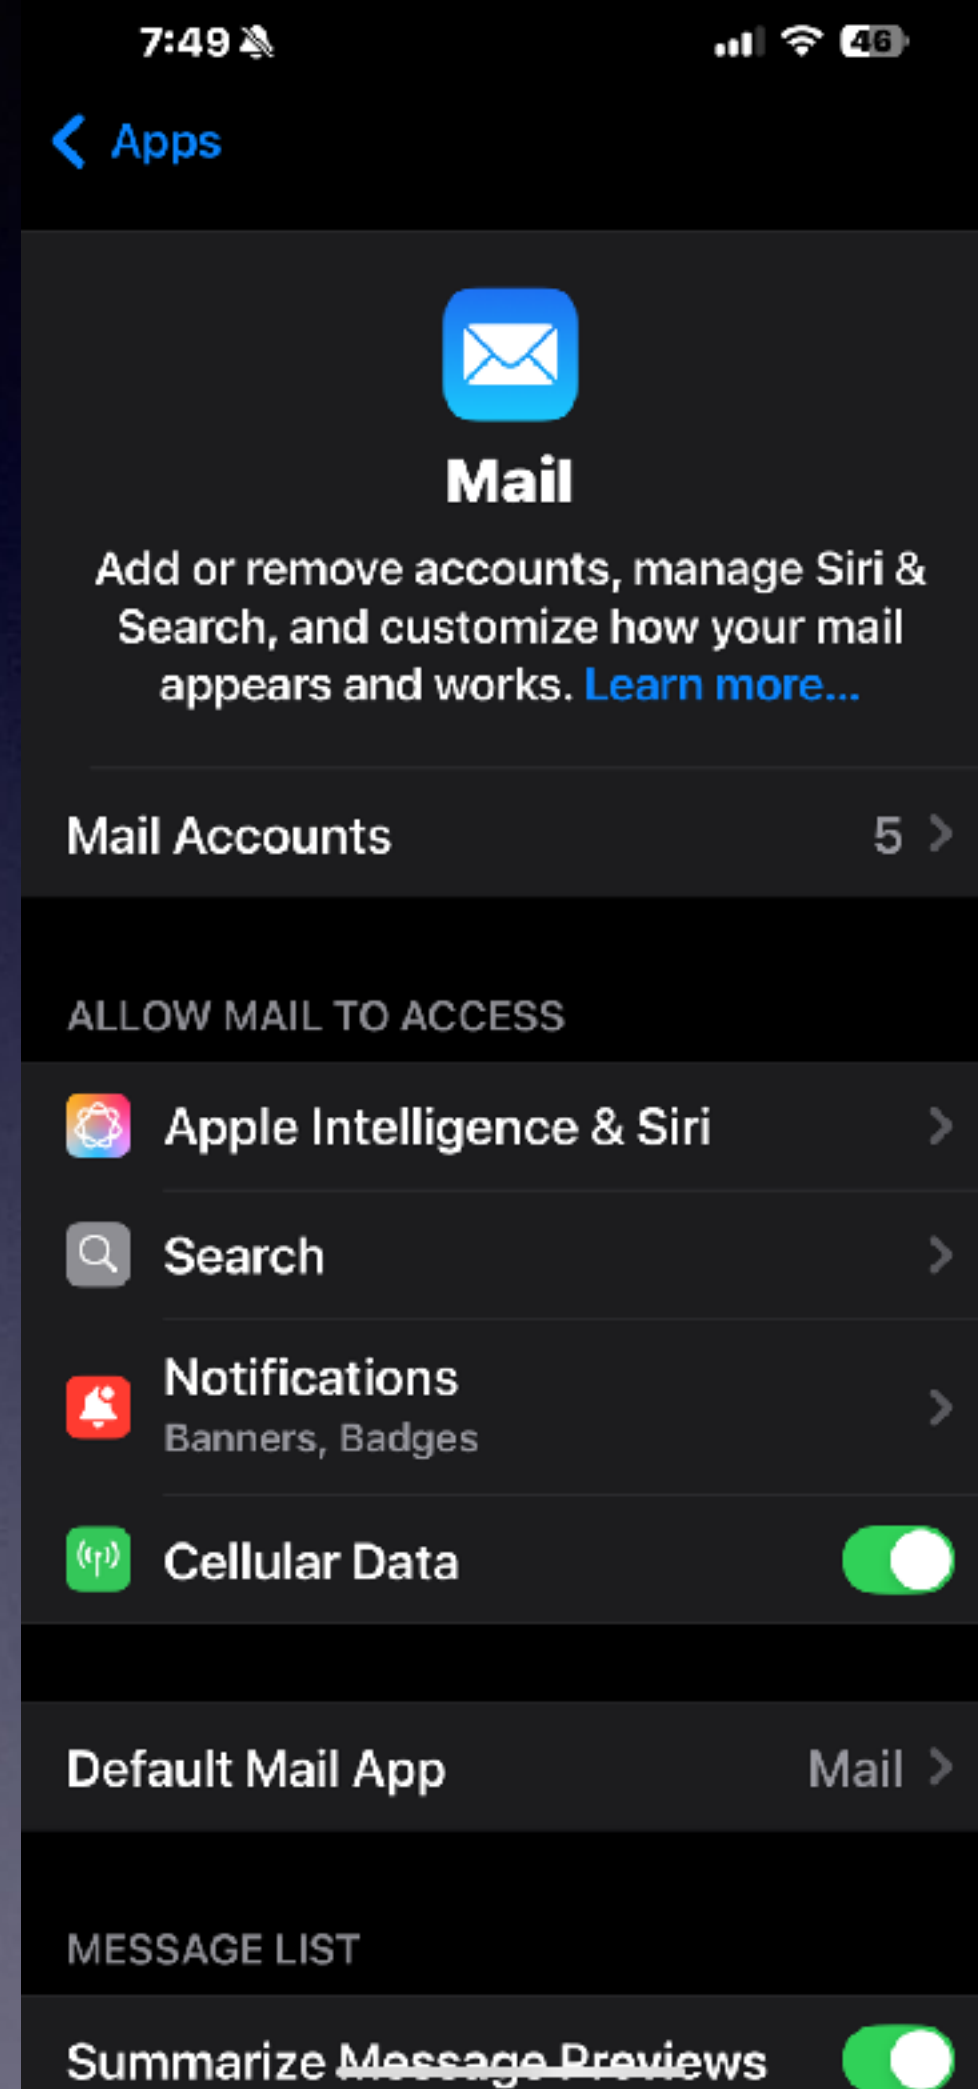 7:49
46
Apps
Mail
Add or remove accounts, manage Siri &
Search, and customize how your mail
appears and works. Learn more...
Mail Accounts 5
ALLOW MAIL TO ACCESS
Apple Intelligence & Siri
Search
Notifications
Banners, Badges
Cellular Data
Default Mail App Mail
MESSAGE LIST
Summarize Message Previews